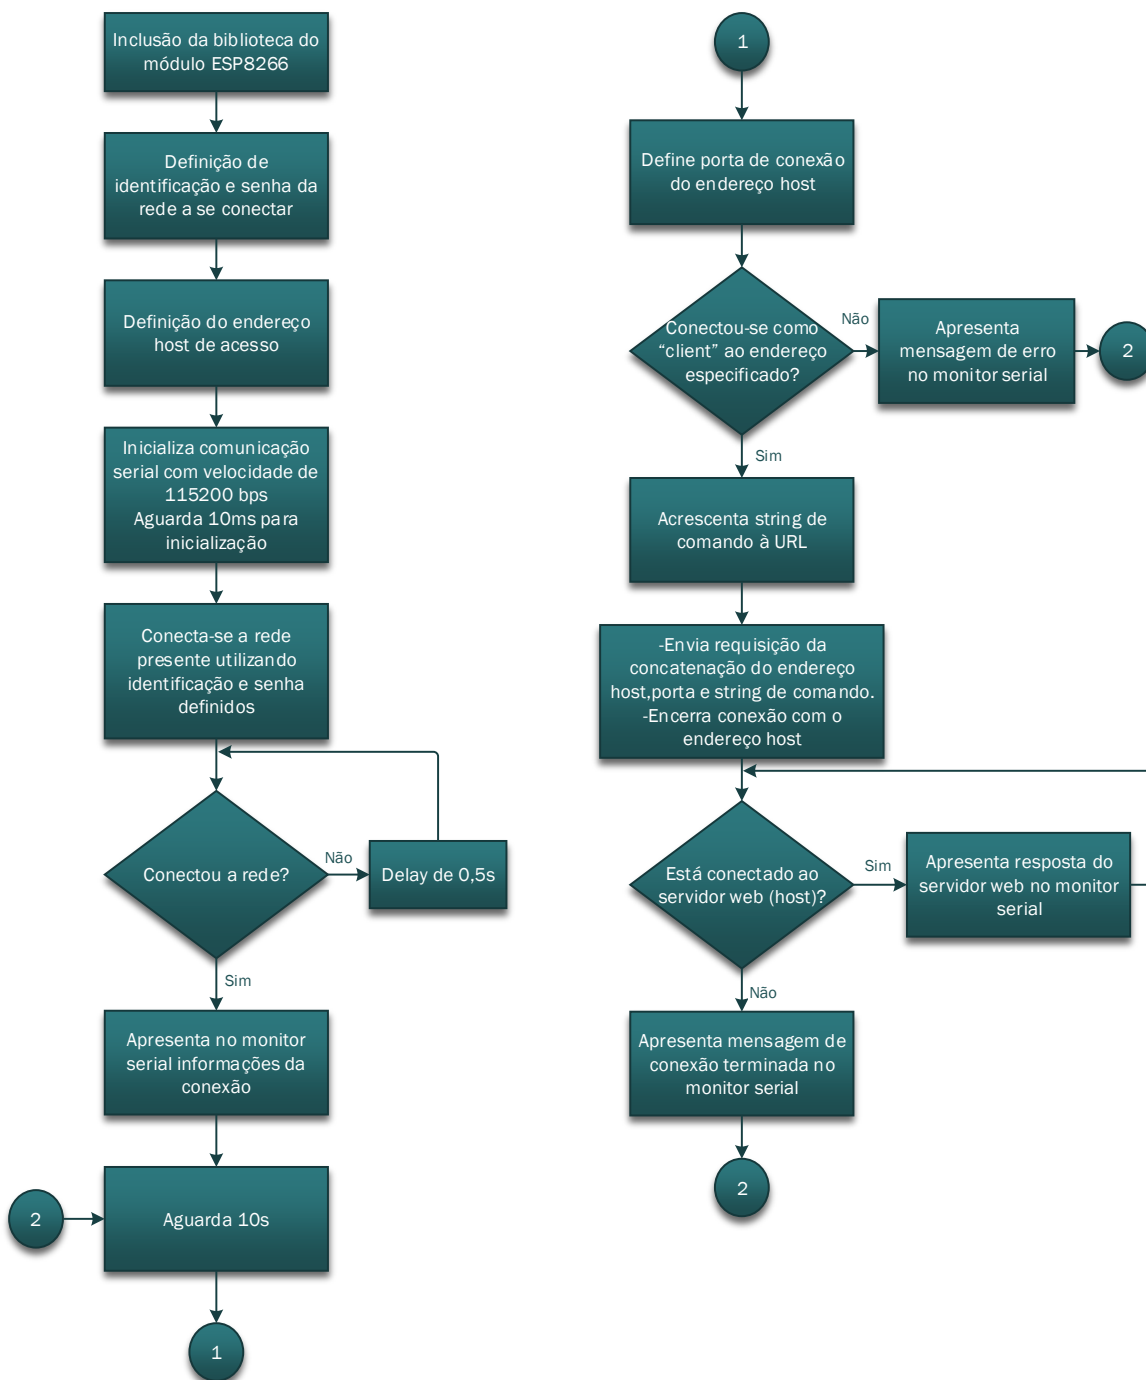 Inclusão da biblioteca do
módulo ESP8266
Definição de
identificação e senha da
rede a se conectar
Definição do endereço
host de acesso
Inicializa comunicação
serial com velocidade de
115200 bps
Aguarda 10ms para
inicialização
Conecta-se a rede
presente utilizando
identificação e senha
definidos
Conectou a rede?
Não
Delay de 0,5s
Sim
Apresenta no monitor
serial informações da
conexão
2
Aguarda 10s
1
1
Define porta de conexão
do endereço host
Conectou-se como
“client” ao endereço
especificado?
Não
Apresenta
mensagem de erro
no monitor serial
2
Sim
Acrescenta string de
comando à URL
-Envia requisição da
concatenação do endereço
host,porta e string de comando.
-Encerra conexão com o
endereço host
Está conectado ao
servidor web (host)?
Sim
Apresenta resposta do
servidor web no monitor
serial
Não
Apresenta mensagem de
conexão terminada no
monitor serial
2